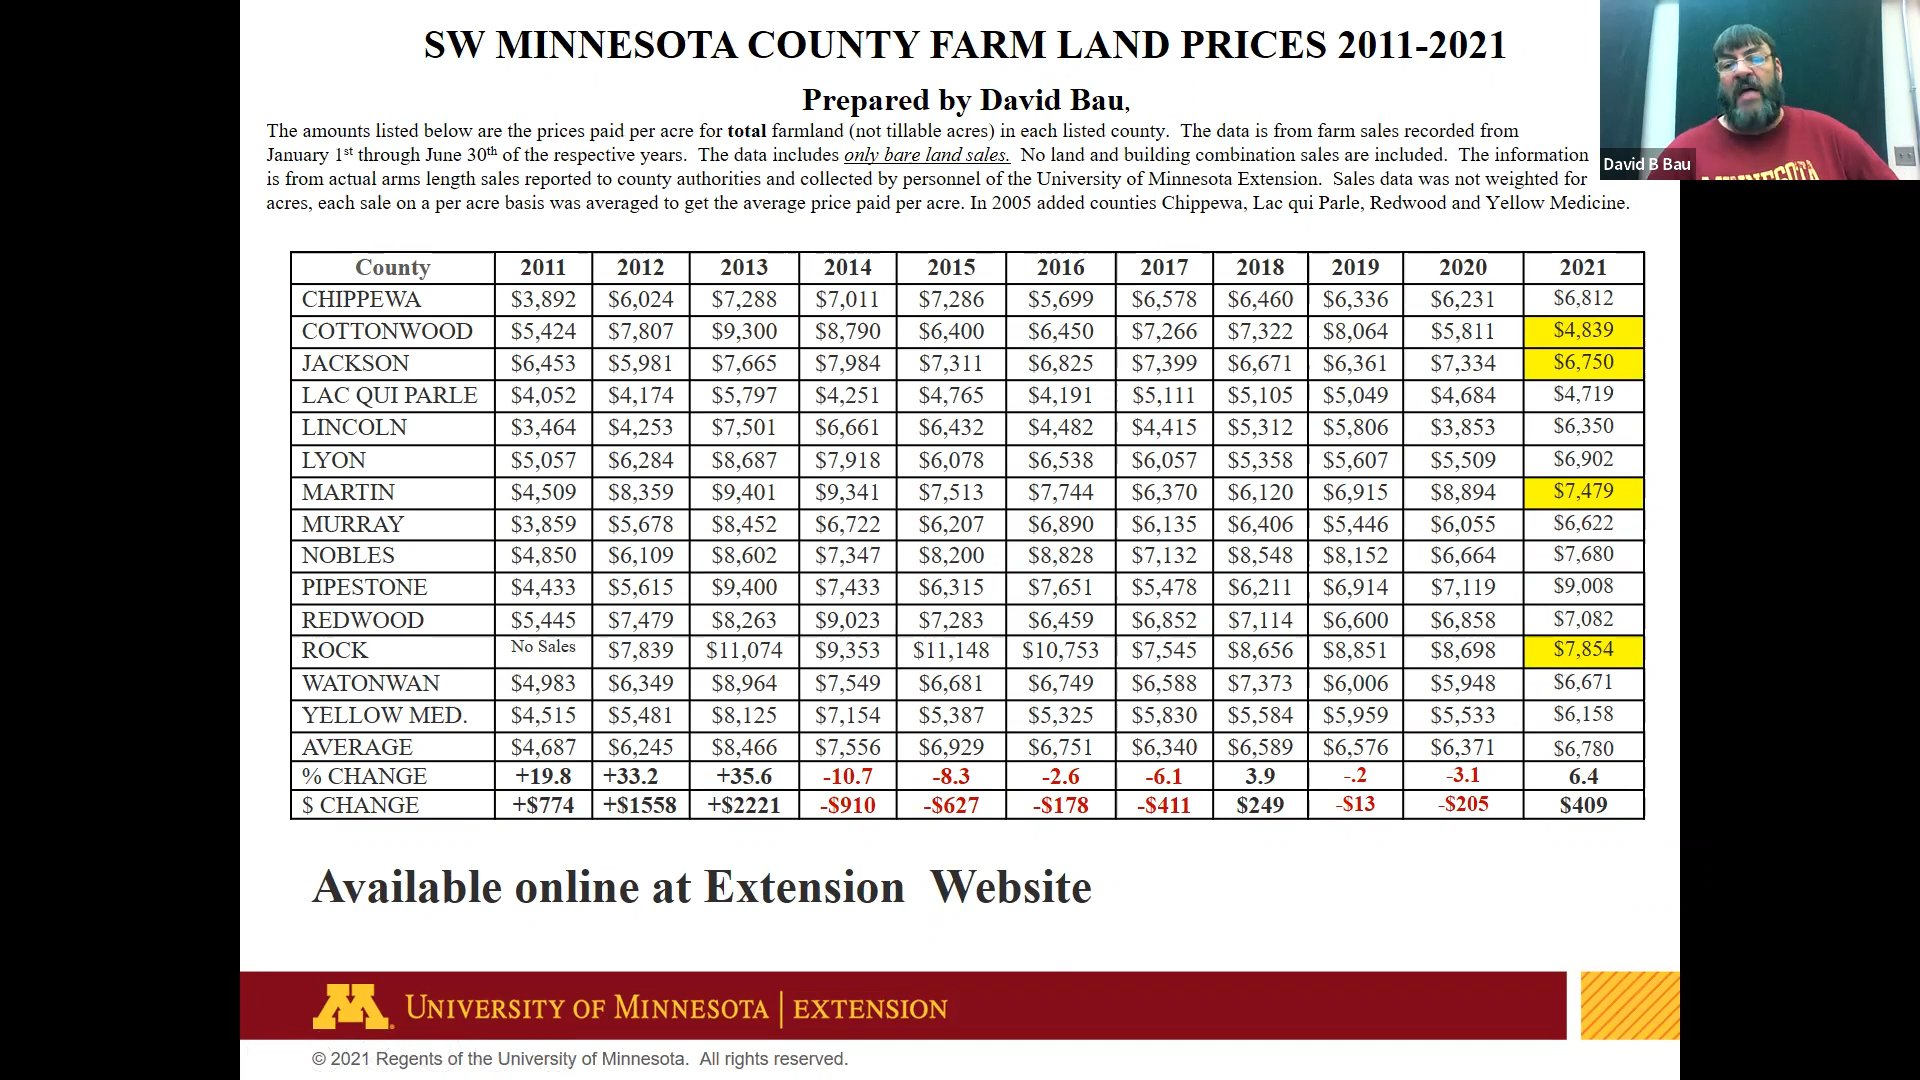 SW MINNESOTA COUNTY FARM LAND PRICES 2011-2021
Prepared by David Bau,
The amounts listed below are the prices paid per acre for total farmland (not tillable acres) in each listed county. The data is from farm sales recorded from
January 1st through June 30th of the respective years. The data includes only bare land sales. No land and building combination sales are included. The information
is from actual arms length sales reported to county authorities and collected by personnel of the University of Minnesota Extension. Sales data was not weighted for
acres, each sale on a per acre basis was averaged to get the average price paid per acre. In 2005 added counties Chippewa, Lac qui Parle, Redwood and Yellow Medicine.
David B Bau
MINNESOTA
County 2011 2012 2013 2014 2015 2016 2017 2018 2019 2020 2021
CHIPPEWA $3,892 $6,024 $7,288 $7,011 $7,286 $5,699 $6,578 $6,460 $6,336 $6,231 $6,812
COTTONWOOD $5,424 $7,807 $9,300 $8,790 $6,400 $6,450 $7,266 $7,322 $8,064 $5,811 $4,839
JACKSON $6,453 $5,981 $7,665 $7,984 $7,311 $6,825 $7,399 $6,671 $6,361 $7,334 $6,750
LAC QUI PARLE $4,052 $4,174 $5,797 $4,251 $4,765 $4,191 $5,111 $5,105 $5,049 $4,684 $4,719
LINCOLN $3,464 $4,253 $7,501 $6,661 $6,432 $4,482 $4,415 $5,312 $5,806 $3,853 $6,350
LYON $5,057 $6,284 $8,687 $7,918 $6,078 $6,538 $6,057 $5,358 $5,607 $5,509 $6,902
MARTIN $4,509 $8,359 $9,401 $9,341 $7,513 $7,744 $6,370 $6,120 $6,915 $8,894 $7,479
MURRAY $3,859 $5,678 $8,452 $6,722 $6,207 $6,890 $6,135 $6,406 $5,446 $6,055 $6,622
NOBLES $4,850 $6,109 $8,602 $7,347 $8,200 $8,828 $7,132 $8,548 $8,152 $6,664 $7,680
PIPESTONE $4,433 $5,615 $9,400 $7,433 $6,315 $7,651 $5,478 $6,211 $6,914 $7,119 $9,008
REDWOOD $5,445 $7,479 $8,263 $9,023 $7,283 $6,459 $6,852 $7,114 $6,600 $6,858 $7,082
ROCK No Sales $7,839 $11,074 $9,353 $11,148 $10,753 $7,545 $8,656 $8,851 $8,698 $7,854
WATONWAN $4,983 $6,349 $8,964 $7,549 $6,681 $6,749 $6,588 $7,373 $6,006 $5,948 $6,671
YELLOW MED. $4,515 $5,481 $8,125 $7,154 $5,387 $5,325 $5,830 $5,584 $5,959 $5,533 $6,158
AVERAGE $4,687 $6,245 $8,466 $7,556 $6,929 $6,751 $6,340 $6,589 $6,576 $6,371 $6,780
% CHANGE +19.8 +33.2 +35.6 -10.7 -8.3 -2.6 -6.1 3.9 -.2 -3.1 6.4
$ CHANGE +$774 +$1558 +$2221 -$910 -$627 -$178 -$411 $249 -$13 -$205 $409
Available online at Extension Website
M UNIVERSITY OF MINNESOTA | EXTENSION
© 2021 Regents of the University of Minnesota. All rights reserved.